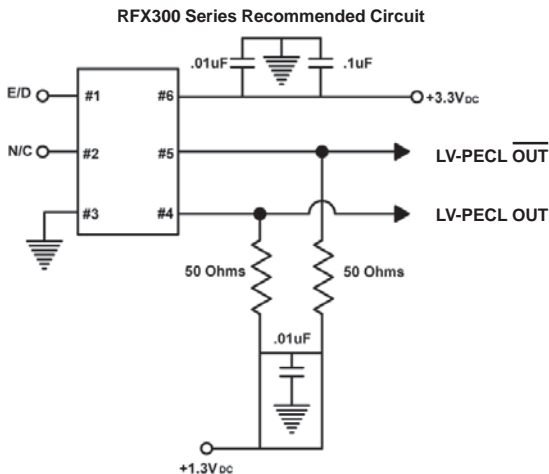 RFX300 Series Recommended Circuit
.01uF
.1uF
E/D
#1
#6
+3.3VDC
N/C
#2
#5
LV-PECL OUT
#3
#4
LV-PECL OUT
50 Ohms
50 Ohms
.01uF
+1.3VDC